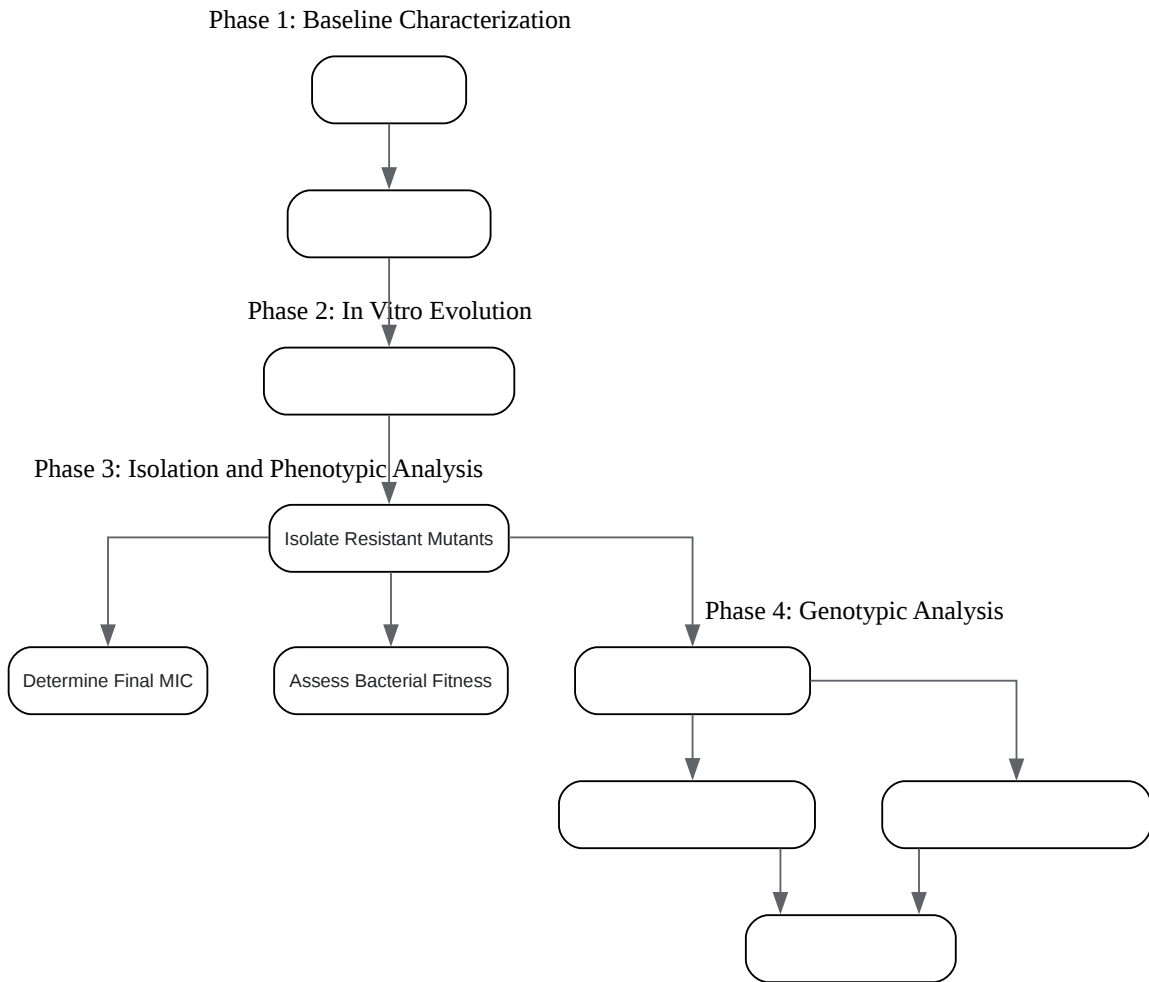 Phase 1: Baseline Characterization
Phase 2: In Vitro Evolution
Phase 3: Isolation and Phenotypic Analysis
Isolate Resistant Mutants
Phase 4: Genotypic Analysis
Determine Final MIC
Assess Bacterial Fitness